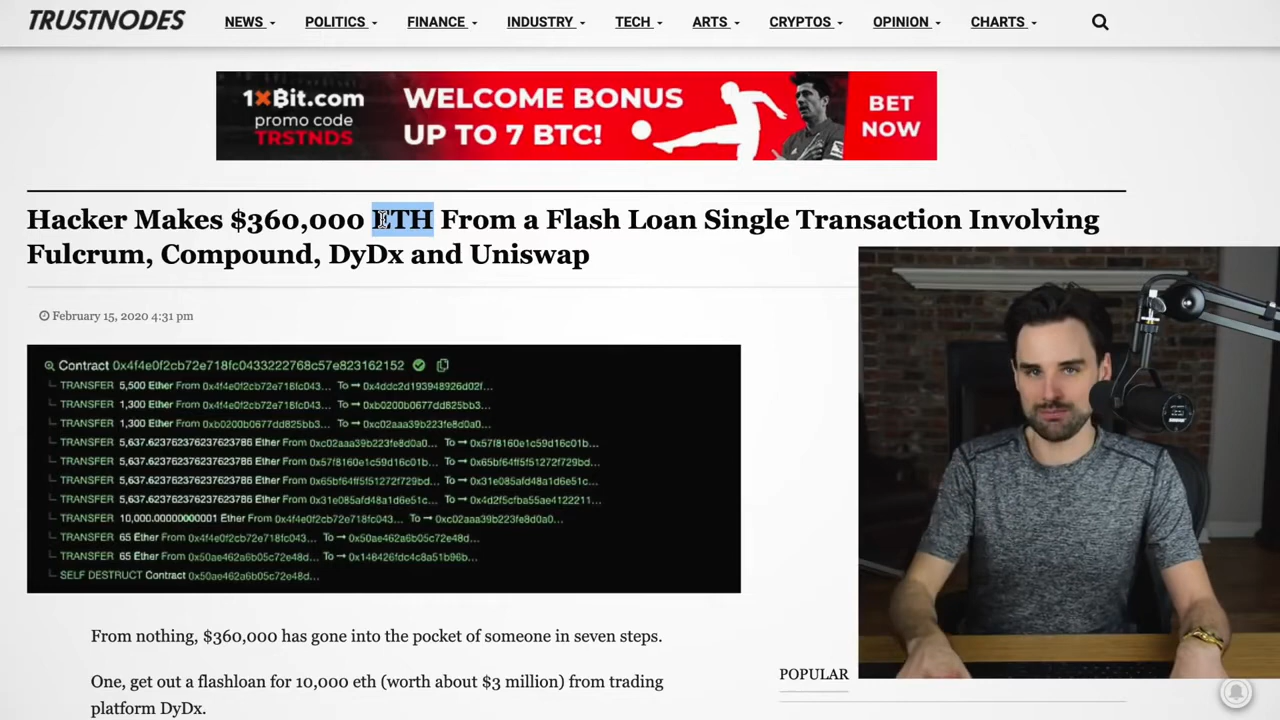 TRUSTNODES
NEWS POLITICS FINANCE INDUSTRY TECH ARTS CRYPTOS OPINION CHARTS
1xBit.com
promo code
TRSTNDS
WELCOME BONUS
UP TO 7 BTC!
BET
NOW
Hacker Makes $360,000 ETH From a Flash Loan Single Transaction Involving
Fulcrum, Compound, DyDx and Uniswap
February 15, 2020 4:31 pm
Contract 0x4f4e0f2cb72e718fc0433222768c57e823162152
TRANSFER 5,500 Ether From 0x4f4e0f2cb72e718fc043... To → 0x4ddc2d193948926d02f...
TRANSFER 1,300 Ether From 0x4f4e0f2cb72e718fc043... To → 0xb0200b0677dd825bb3...
TRANSFER 1,300 Ether From 0xb0200b0677dd825bb3... To → 0xc02aaa39b223fe8d0a0...
TRANSFER 5,637.623762376237623786 Ether From 0xc02aaa39b223fe8d0a0... To → 0x57f8160e1c59d16c01b...
TRANSFER 5,637.623762376237623786 Ether From 0x57f8160e1c59d16c01b... To → 0x65bf64ff5f51272f729bd...
TRANSFER 5,637.623762376237623786 Ether From 0x65bf64ff5f51272f729bd... To → 0x31e085afd48a1d6e51c...
TRANSFER 5,637.623762376237623786 Ether From 0x31e085afd48a1d6e51c... To → 0x4d2f5cfba55ae4122211...
TRANSFER 10,000.00000000001 Ether From 0x4f4e0f2cb72e718fc043... To → 0xc02aaa39b223fe8d0a0...
TRANSFER 65 Ether From 0x4f4e0f2cb72e718fc043... To → 0x50ae462a6b05c72e48d...
TRANSFER 65 Ether From 0x50ae462a6b05c72e48d... To → 0x148426fdc4c8a51b96b...
SELF DESTRUCT Contract 0x50ae462a6b05c72e48d...
From nothing, $360,000 has gone into the pocket of someone in seven steps.
One, get out a flashloan for 10,000 eth (worth about $3 million) from trading
platform DyDx.
POPULAR